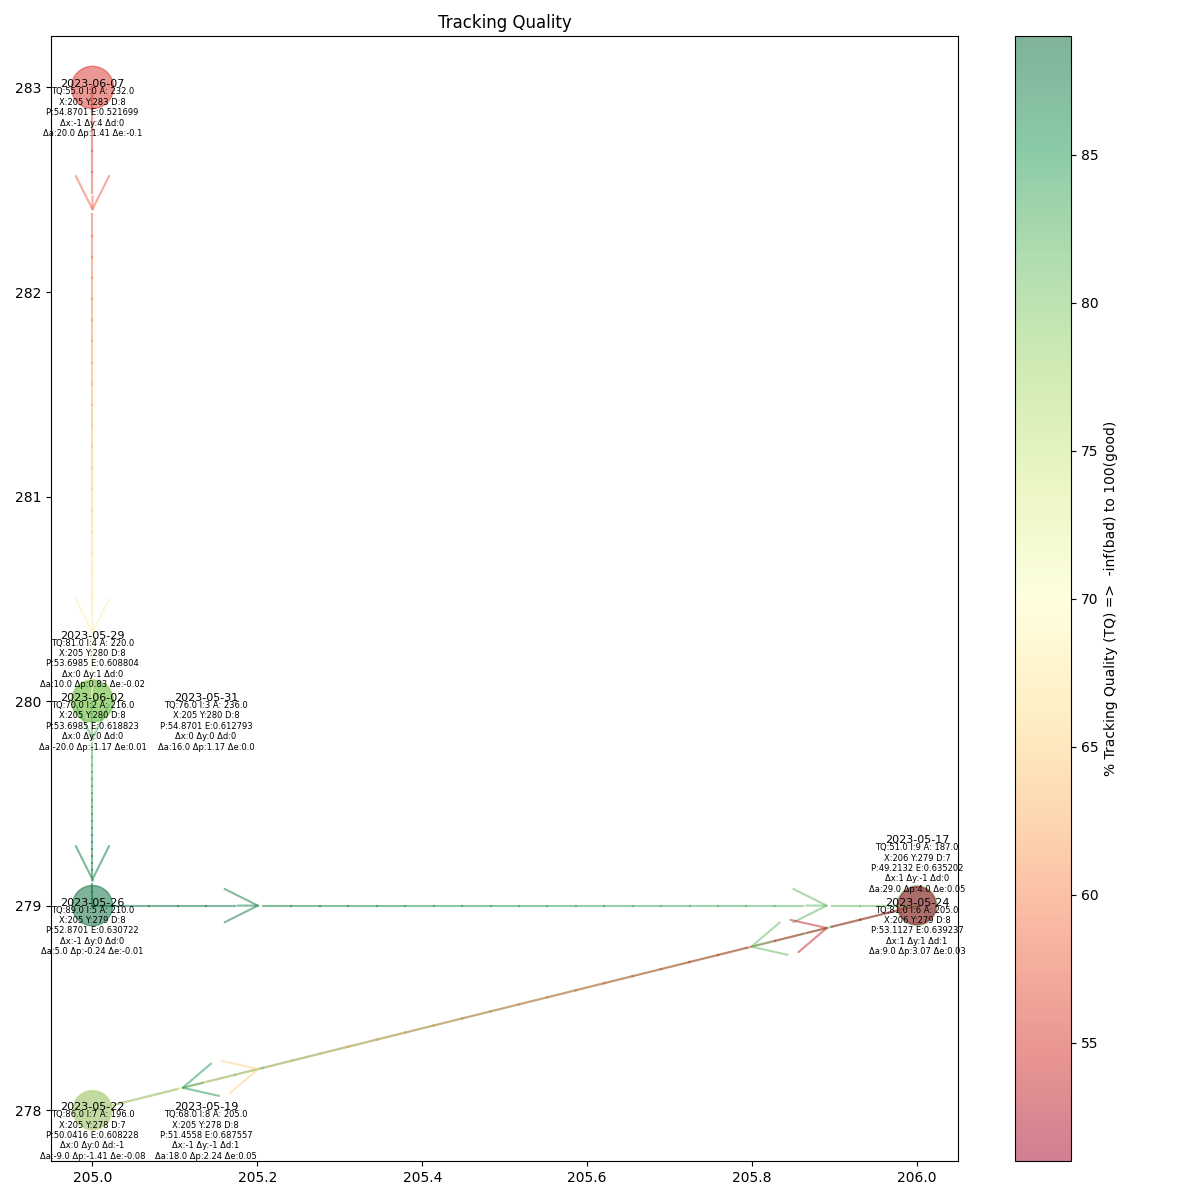 Tracking Quality
283
282
281
280
279
278
2023-06-07
TQ:55.0 I:0 A: 232.0
X:205 Y:283 D:8
P:54.8701 E:0.521699
Δx:-1 Δy:4 Δd:0
Δa:20.0 Δp:1.41 Δe:-0.1
2023-05-29
TQ:81.0 I:4 A: 220.0
X:205 Y:280 D:8
P:53.6985 E:0.608804
Δx:0 Δy:1 Δd:0
Δa:10.0 Δp:0.83 Δe:-0.02
2023-06-02
TQ:70.0 I:2 A: 216.0
X:205 Y:280 D:8
P:53.6985 E:0.618823
Δx:0 Δy:0 Δd:0
Δa:-20.0 Δp:-1.17 Δe:0.01
2023-05-31
TQ:76.0 I:3 A: 236.0
X:205 Y:280 D:8
P:54.8701 E:0.612793
Δx:0 Δy:0 Δd:0
Δa:16.0 Δp:1.17 Δe:0.0
2023-05-17
TQ:51.0 I:9 A: 187.0
X:206 Y:279 D:7
P:49.2132 E:0.635202
Δx:1 Δy:-1 Δd:0
Δa:29.0 Δp:4.0 Δe:0.05
2023-05-26
TQ:89.0 I:5 A: 210.0
X:205 Y:279 D:8
P:52.8701 E:0.630722
Δx:-1 Δy:0 Δd:0
Δa:5.0 Δp:-0.24 Δe:-0.01
2023-05-24
I:6 A: 205.0
X:206 Y:279 D:8
P:53.1127 E:0.639237
Δx:1 Δy:1 Δd:1
Δa:9.0 Δp:3.07 Δe:0.03
2023-05-22
TQ:86.0 I:7 A: 196.0
X:205 Y:278 D:7
P:50.0416 E:0.608228
Δx:0 Δy:0 Δd:-1
Δa:-9.0 Δp:-1.41 Δe:-0.08
2023-05-19
TQ:68.0 I:8 A: 205.0
X:205 Y:278 D:8
P:51.4558 E:0.687557
Δx:-1 Δy:-1 Δd:1
Δa:18.0 Δp:2.24 Δe:0.05
205.0
205.2
205.4
205.6
205.8
206.0
85
80
75
70
65
60
55
% Tracking Quality (TQ) => -inf(bad) to 100(good)